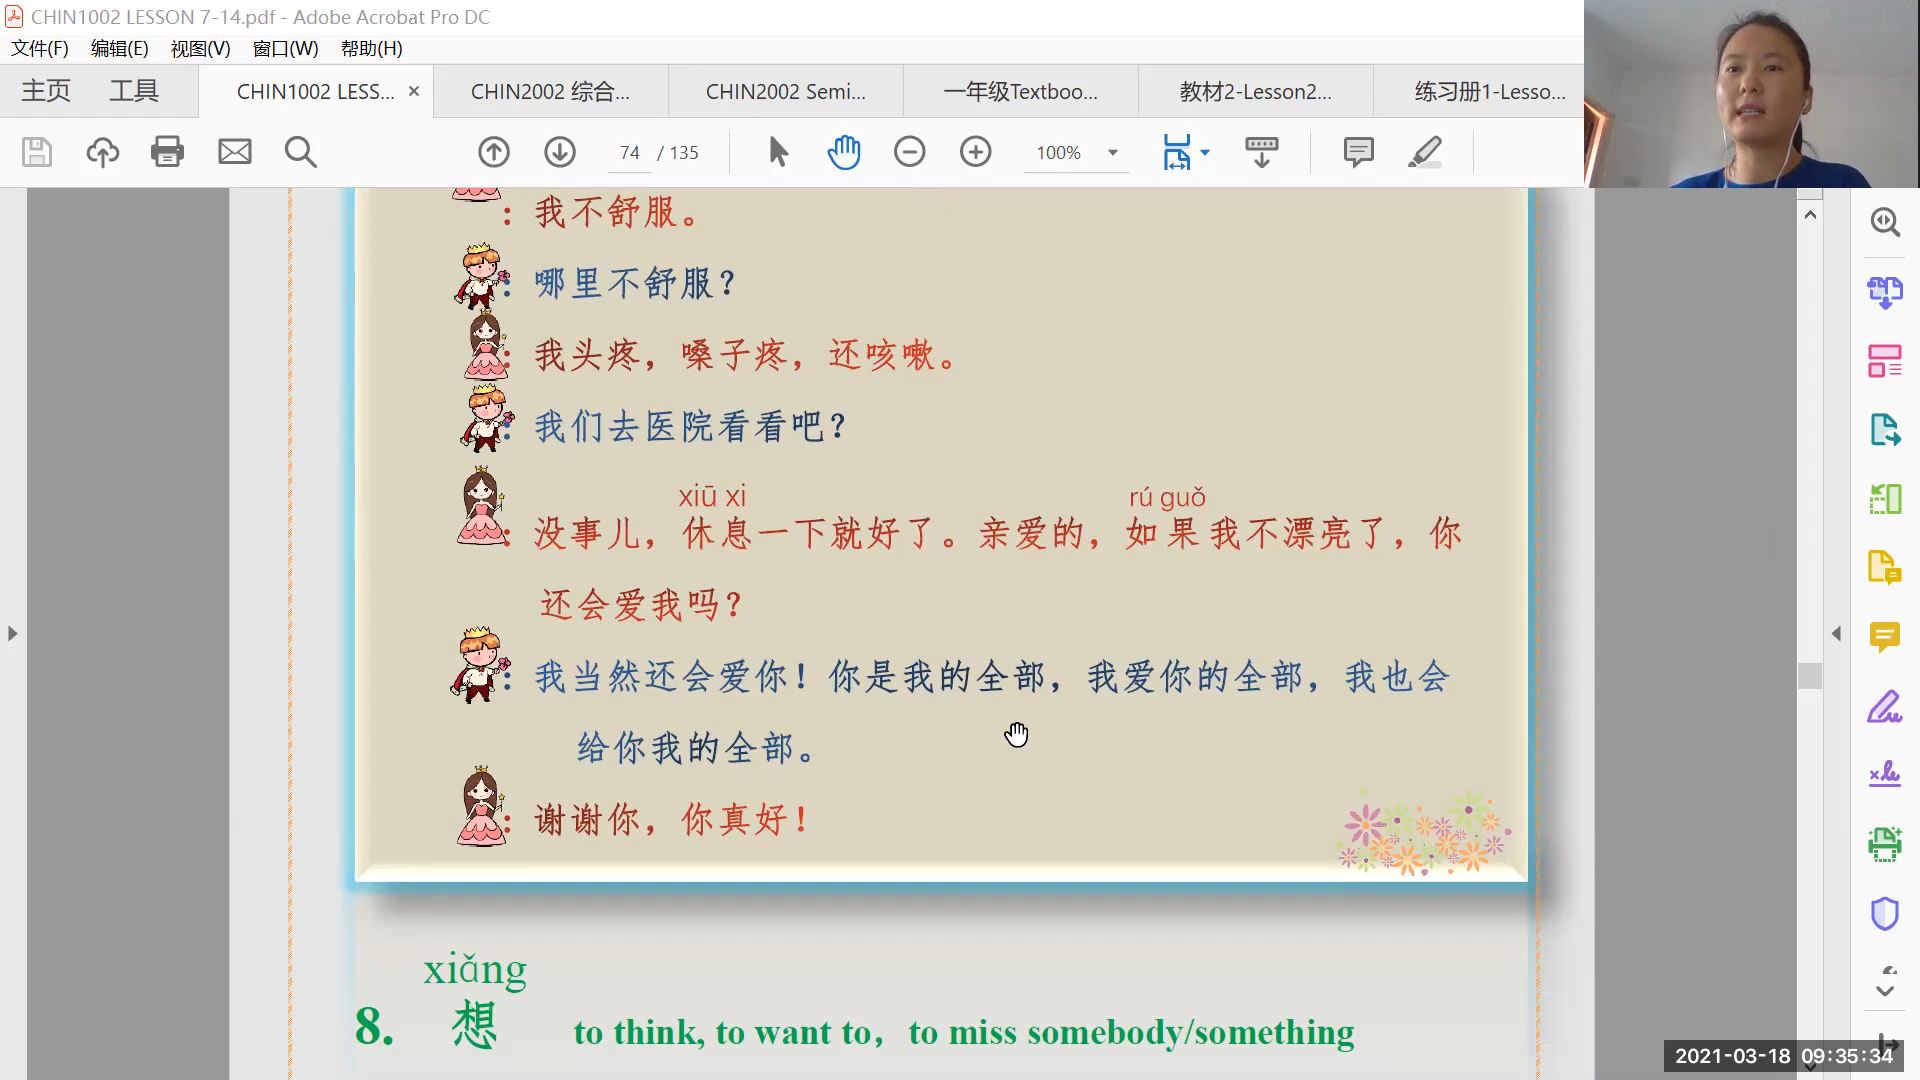 CHIN1002 LESSON 7-14.pdf - Adobe Acrobat Pro DC
文件(F) 编辑(E) 视图(V) 窗口(W) 帮助(H)
主页 工具 CHIN1002 LESS... × CHIN2002 综合... CHIN2002 Semi... 一年级Textboo... 教材2-Lesson2... 练习册1-Lesso...
74 / 135 100%
: 我不舒服。
: 哪里不舒服？
: 我头疼，嗓子疼，还咳嗽。
: 我们去医院看看吧？
xiū xi rú guǒ
: 没事儿，休息一下就好了。亲爱的，如果我不漂亮了，你
还会爱我吗？
: 我当然还会爱你！你是我的全部，我爱你的全部，我也会
给你我的全部。
: 谢谢你，你真好！
xiǎng
8. 想 to think, to want to，to miss somebody/something
2021-03-18 09:35:34